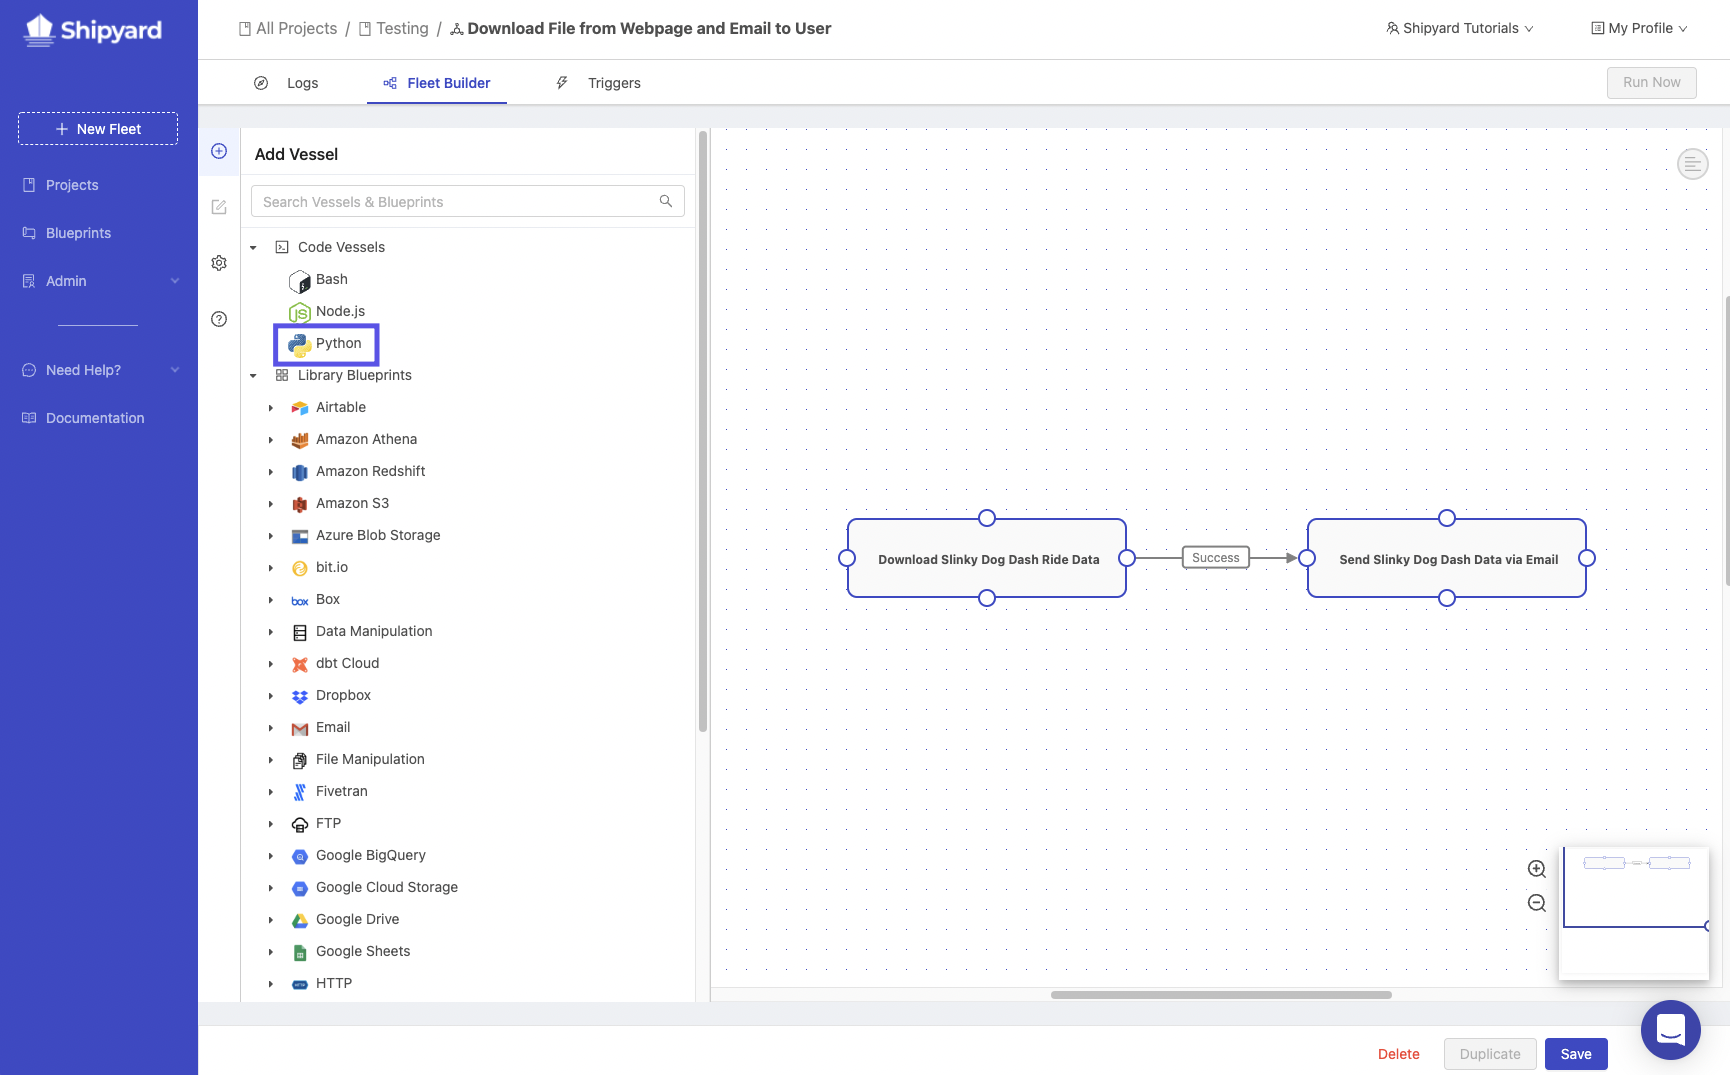 Shipyard
All Projects / Testing / Download File from Webpage and Email to User
Shipyard Tutorials
My Profile
Logs
Fleet Builder
Triggers
Run Now
+ New Fleet
Projects
Blueprints
Admin
Need Help?
Documentation
Add Vessel
Search Vessels & Blueprints
Code Vessels
Bash
Node.js
Python
Library Blueprints
Airtable
Amazon Athena
Amazon Redshift
Amazon S3
Azure Blob Storage
bit.io
box Box
Data Manipulation
dbt Cloud
Dropbox
Email
File Manipulation
Fivetran
FTP
Google BigQuery
Google Cloud Storage
Google Drive
Google Sheets
HTTP
Download Slinky Dog Dash Ride Data
Success
Send Slinky Dog Dash Data via Email
Delete
Duplicate
Save